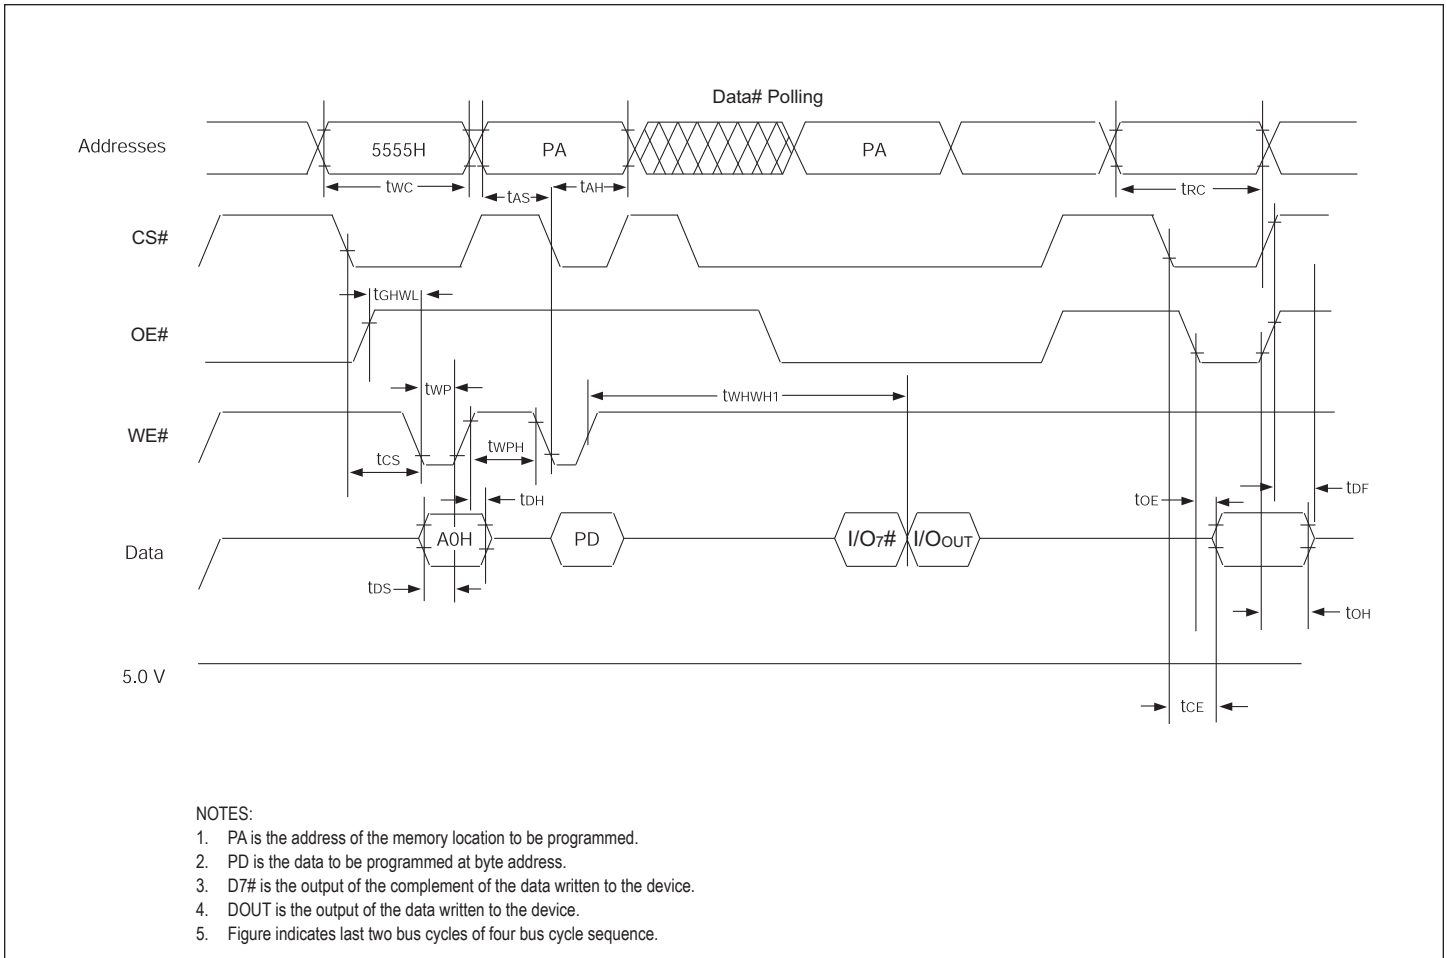 Data# Polling
Addresses
5555H
PA
PA
tWC
tAS
tAH
tRC
CS#
tGHWL
OE#
tWP
tWHWH1
WE#
tCS
tWPH
tDH
tOE
tDF
Data
A0H
PD
I/O7#
I/OOUT
tDS
tOH
5.0 V
tCE
NOTES:
1. PA is the address of the memory location to be programmed.
2. PD is the data to be programmed at byte address.
3. D7# is the output of the complement of the data written to the device.
4. DOUT is the output of the data written to the device.
5. Figure indicates last two bus cycles of four bus cycle sequence.